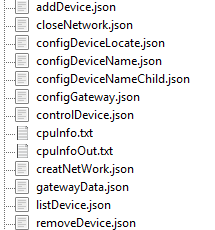 addDevice.json
closeNetwork.json
configDeviceLocate.json
configDeviceName.json
configDeviceNameChild.json
configGateway.json
controlDevice.json
cpuInfo.txt
cpuInfoOut.txt
creatNetWork.json
gatewayData.json
listDevice.json
removeDevice.json